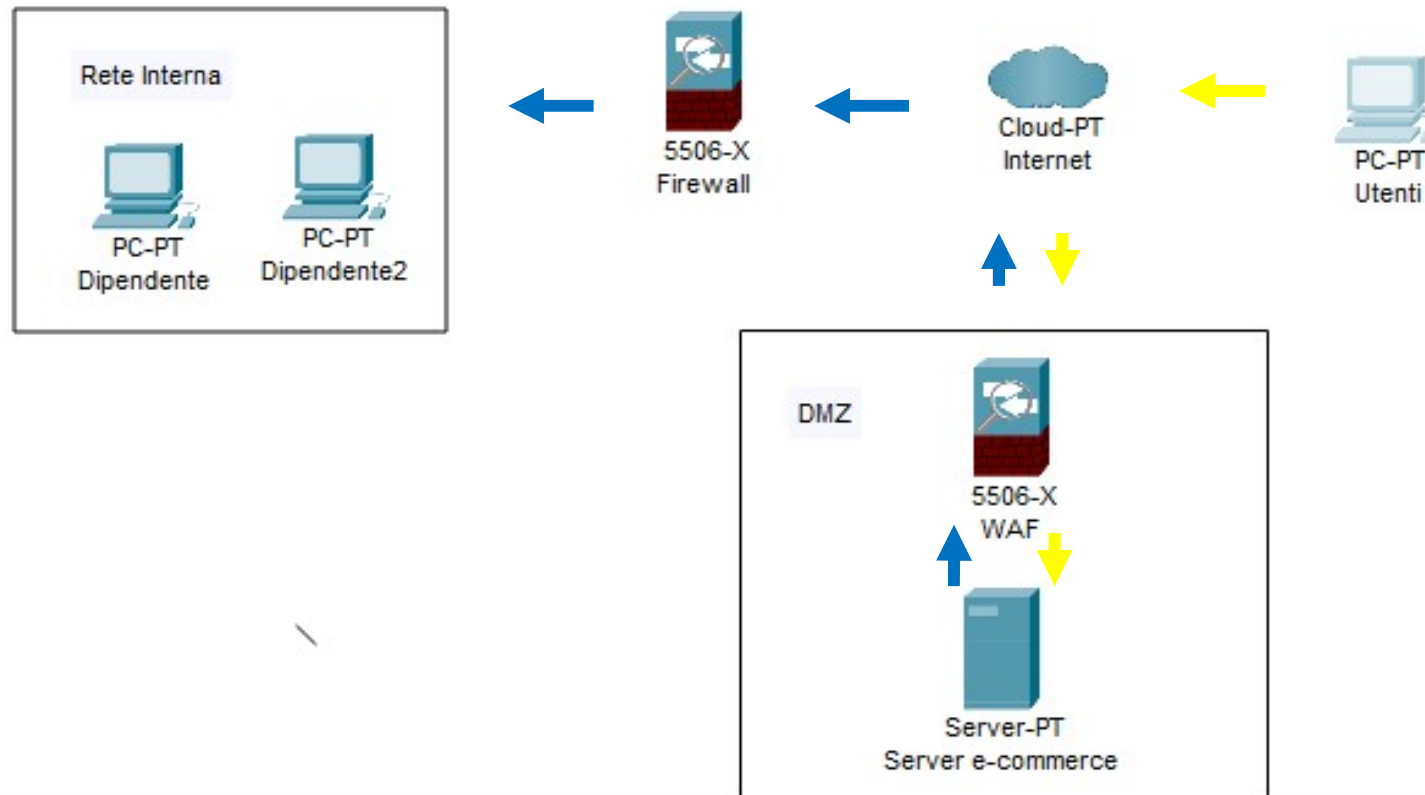 Rete Interna
PC-PT
Dipendente
PC-PT
Dipendente2
5506-X
Firewall
Cloud-PT
Internet
PC-PT
Utenti
DMZ
5506-X
WAF
Server-PT
Server e-commerce